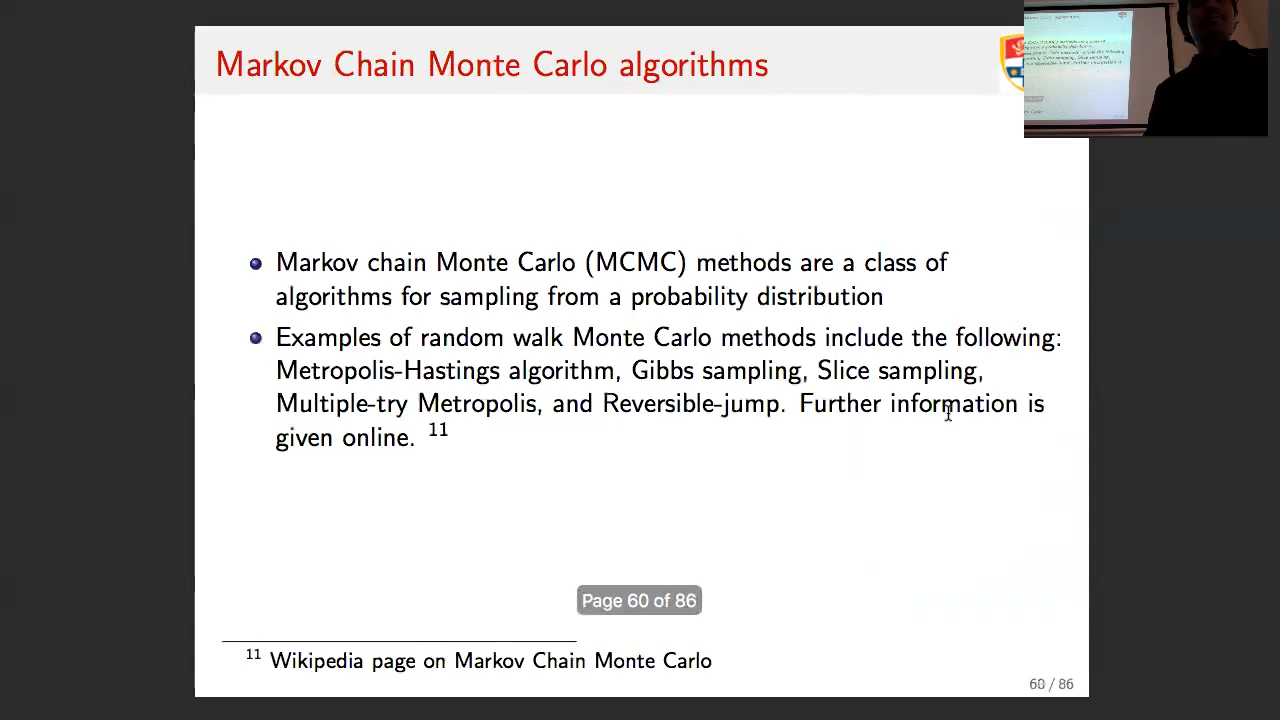 Markov Chain Monte Carlo algorithms
Markov chain Monte Carlo (MCMC) methods are a class of
algorithms for sampling from a probability distribution
Examples of random walk Monte Carlo methods include the following:
Metropolis-Hastings algorithm, Gibbs sampling, Slice sampling,
Multiple-try Metropolis, and Reversible-jump. Further information is
given online. 11
Page 60 of 86
11 Wikipedia page on Markov Chain Monte Carlo
60 / 86